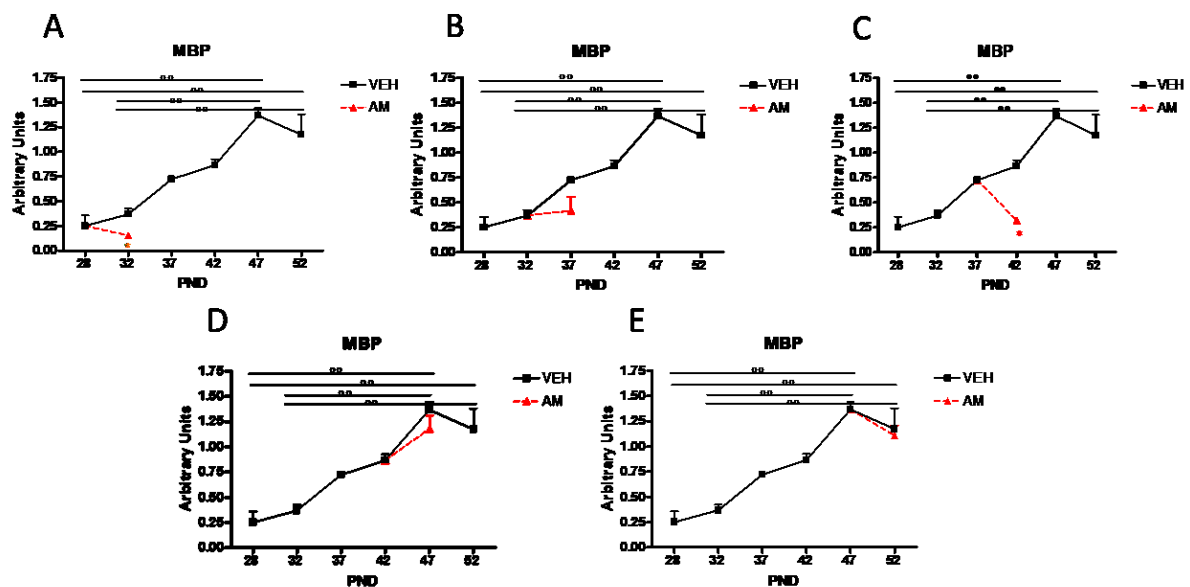 A
MBP
VEH
AM
Arbitrary Units
1.75
1.50
1.25
1.00
0.75
0.50
0.25
0.00
°°
°°
°°
°°
*
28 32 37 42 47 52
PND
B
MBP
VEH
AM
Arbitrary Units
1.75
1.50
1.25
1.00
0.75
0.50
0.25
0.00
°°
°°
°°
°°
28 32 37 42 47 52
PND
C
MBP
VEH
AM
Arbitrary Units
1.75
1.50
1.25
1.00
0.75
0.50
0.25
0.00
°°
°°
°°
°°
*
28 32 37 42 47 52
PND
D
MBP
VEH
AM
Arbitrary Units
1.75
1.50
1.25
1.00
0.75
0.50
0.25
0.00
°°
°°
°°
°°
28 32 37 42 47 52
PND
E
MBP
VEH
AM
Arbitrary Units
1.75
1.50
1.25
1.00
0.75
0.50
0.25
0.00
°°
°°
°°
°°
28 32 37 42 47 52
PND